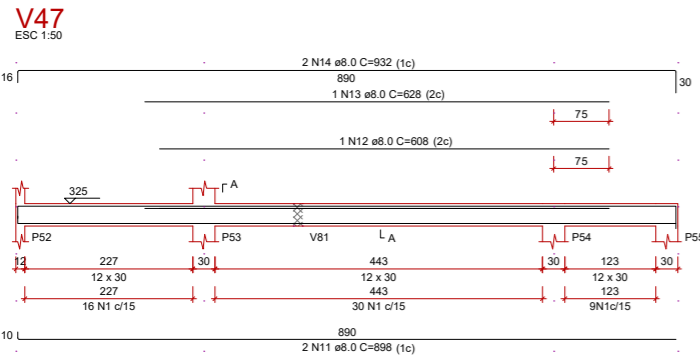 V47
ESC 1:50
2 N14 ø8.0 C=932 (1c)
16
890
30
1 N13 ø8.0 C=628 (2c)
75
1 N12 ø8.0 C=608 (2c)
75
A
325
P52
P53
V81
A
P54
P55
12
227
30
443
30
123
30
12 x 30
12 x 30
12 x 30
227
443
123
16 N1 c/15
30 N1 c/15
9N1c/15
10
890
2 N11 ø8.0 C=898 (1c)